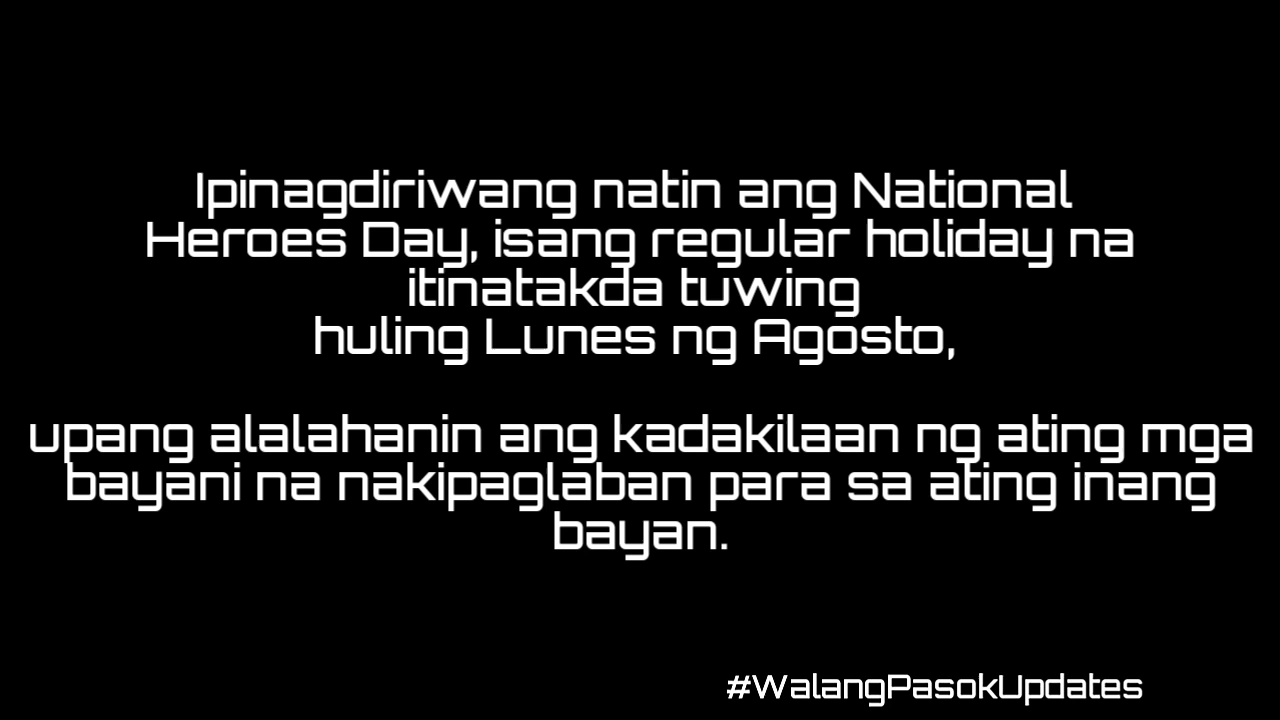 Ipinagdiriwang natin ang National
Heroes Day, isang regular holiday na
itinatakda tuwing
huling Lunes ng Agosto,
upang alalahanin ang kadakilaan ng ating mga
bayani na nakipaglaban para sa ating inang
bayan.
#WalangPasokUpdates